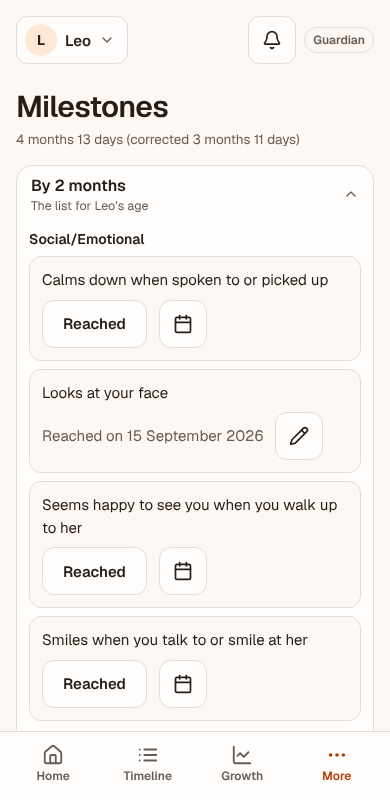 L Leo
Guardian
Milestones
4 months 13 days (corrected 3 months 11 days)
By 2 months
The list for Leo's age
Social/Emotional
Calms down when spoken to or picked up
Reached
Looks at your face
Reached on 15 September 2026
Seems happy to see you when you walk up
to her
Reached
Smiles when you talk to or smile at her
Reached
Home Timeline Growth More